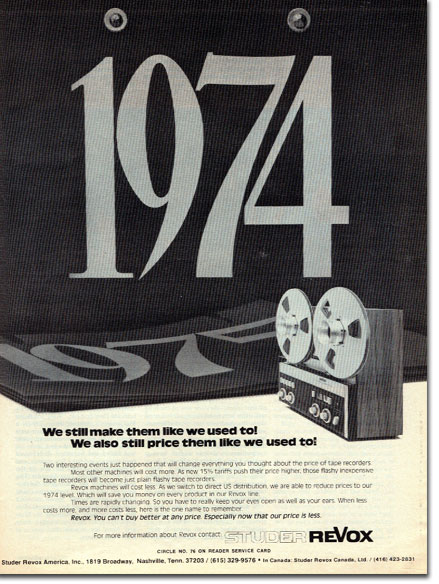 1974
1974
We still make them like we used to!
We also still price them like we used to!
Two interesting events just happened that will change everything you thought about the price of tape recorders.
Most other machines will cost more. As now 15% tariffs push their price higher, those flashy inexpensive
tape recorders will become just plain flashy tape recorders.
Revox machines will cost less. As we switch to direct US distribution, we are able to reduce prices to our
1974 level. Which will save you money on every product in our Revox line.
Times are rapidly changing. So you have to really keep your eyes open as well as your ears. When less
costs more, and more costs less, here is the one name to remember.
Revox. You can't buy better at any price. Especially now that our price is less.
For more information about Revox contact: STUDER REVOX
CIRCLE NO. 76 ON READER SERVICE CARD
Studer Revox America, Inc., 1819 Broadway, Nashville, Tenn. 37203 / (615) 329-9576 • In Canada: Studer Revox Canada, Ltd. / (416) 423-2831